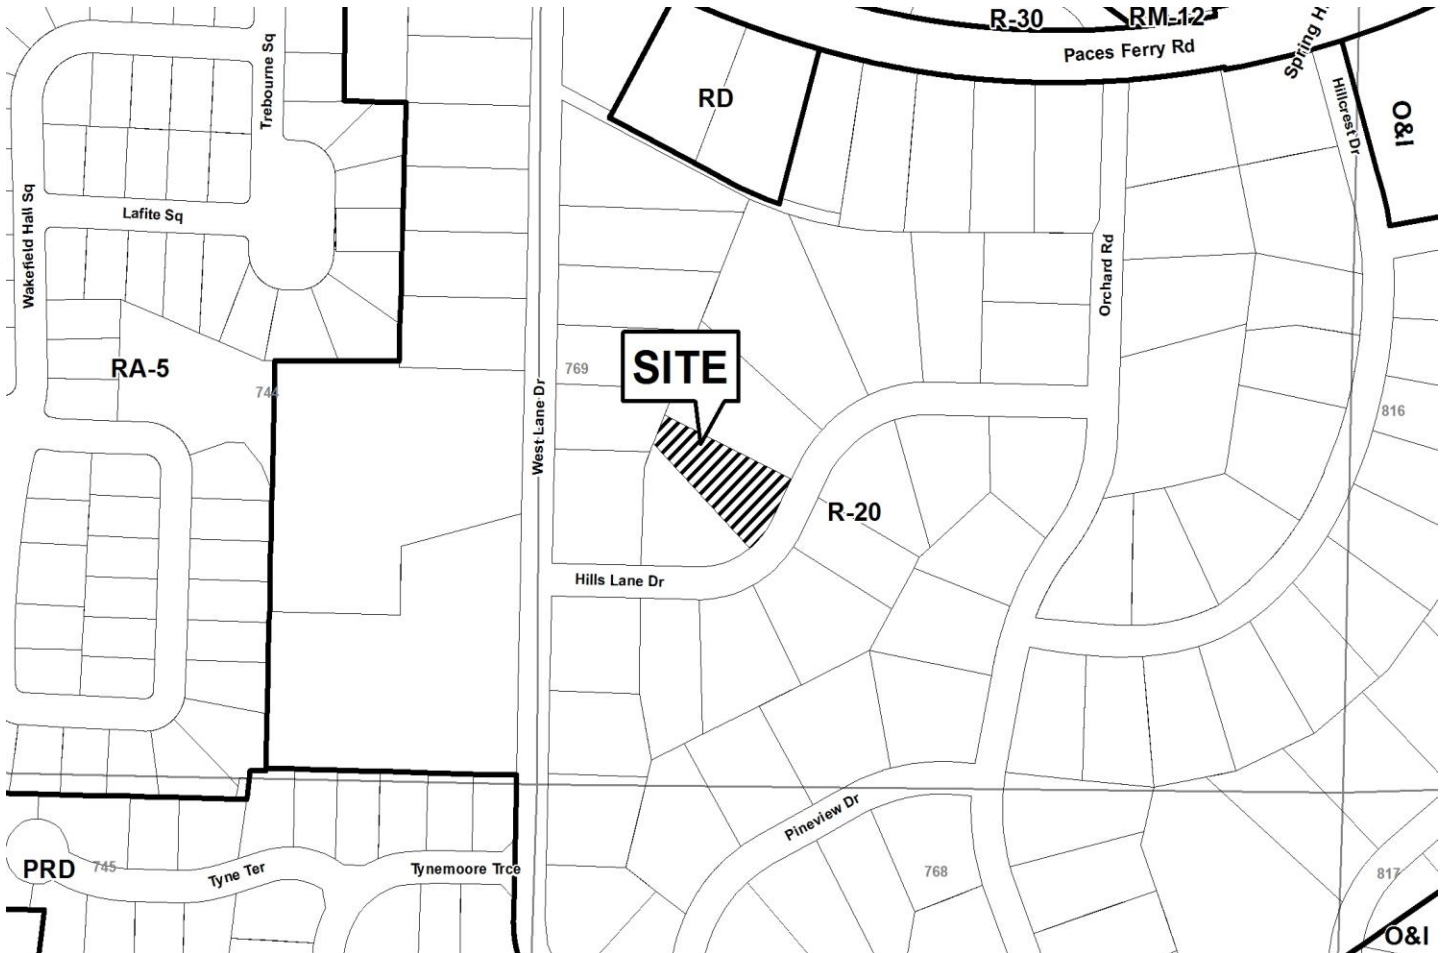 R-30
RM-12
Spring H
Paces Ferry Rd
Trebourne Sq
RD
Hillcrest Dr
O&I
Wakefield Hall Sq
Lafite Sq
Orchard Rd
RA-5
744
769
SITE
West Lane Dr
816
R-20
Hills Lane Dr
Pineview Dr
PRD
745
Tyne Ter
Tynemoore Trce
768
817
O&I